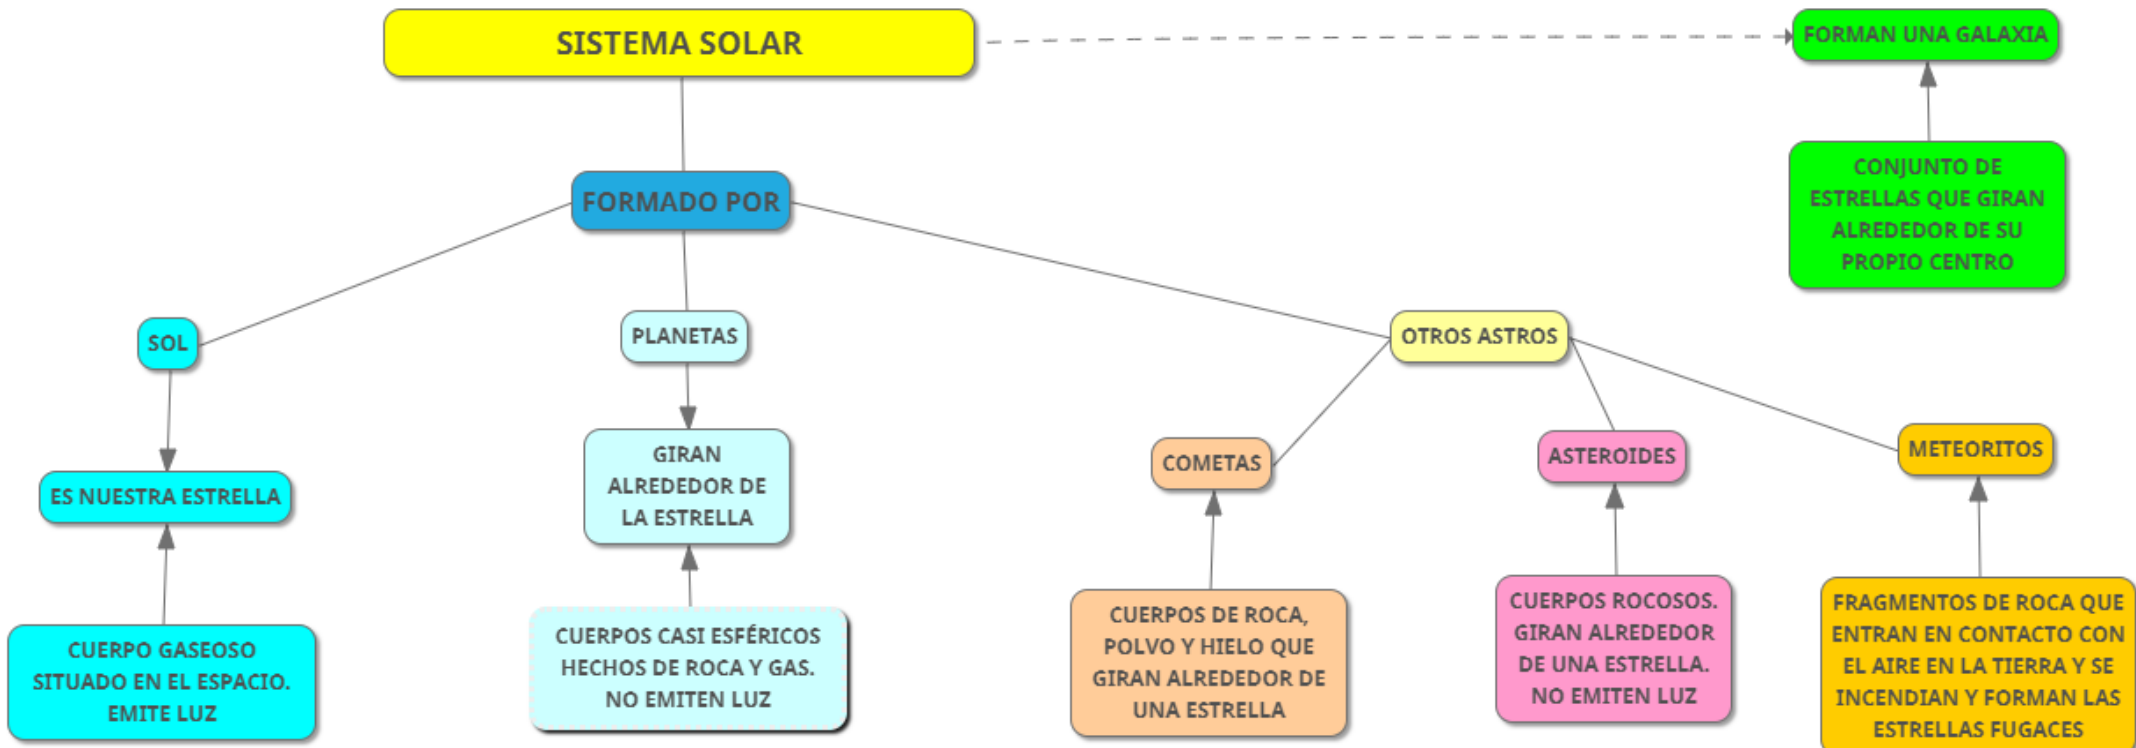 SISTEMA SOLAR
FORMAN UNA GALAXIA
CONJUNTO DE
ESTRELLAS QUE GIRAN
ALREDEDOR DE SU
PROPIO CENTRO
FORMADO POR
SOL
PLANETAS
OTROS ASTROS
ES NUESTRA ESTRELLA
GIRAN
ALREDEDOR DE
LA ESTRELLA
COMETAS
ASTEROIDES
METEORITOS
CUERPO GASEOSO
SITUADO EN EL ESPACIO.
EMITE LUZ
CUERPOS CASI ESFÉRICOS
HECHOS DE ROCA Y GAS.
NO EMITEN LUZ
CUERPOS DE ROCA,
POLVO Y HIELO QUE
GIRAN ALREDEDOR DE
UNA ESTRELLA
CUERPOS ROCOSOS.
GIRAN ALREDEDOR
DE UNA ESTRELLA.
NO EMITEN LUZ
FRAGMENTOS DE ROCA QUE
ENTRAN EN CONTACTO CON
EL AIRE EN LA TIERRA Y SE
INCENDIAN Y FORMAN LAS
ESTRELLAS FUGACES